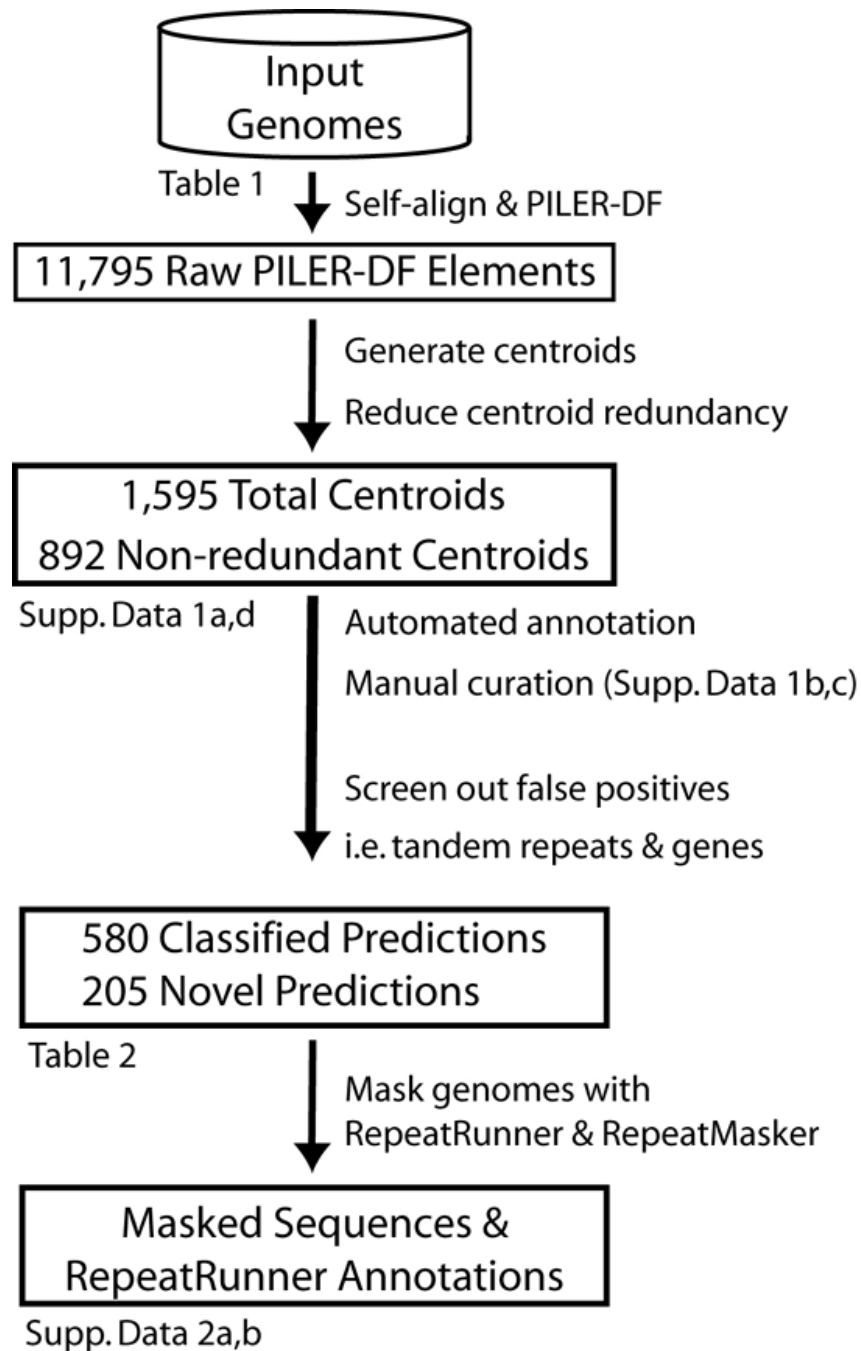 Input
Genomes
Table 1
Self-align & PILER-DF
11,795 Raw PILER-DF Elements
Generate centroids
Reduce centroid redundancy
1,595 Total Centroids
892 Non-redundant Centroids
Supp. Data 1a,d
Automated annotation
Manual curation (Supp. Data 1b,c)
Screen out false positives
i.e. tandem repeats & genes
580 Classified Predictions
205 Novel Predictions
Table 2
Mask genomes with
RepeatRunner & RepeatMasker
Masked Sequences &
RepeatRunner Annotations
Supp. Data 2a,b